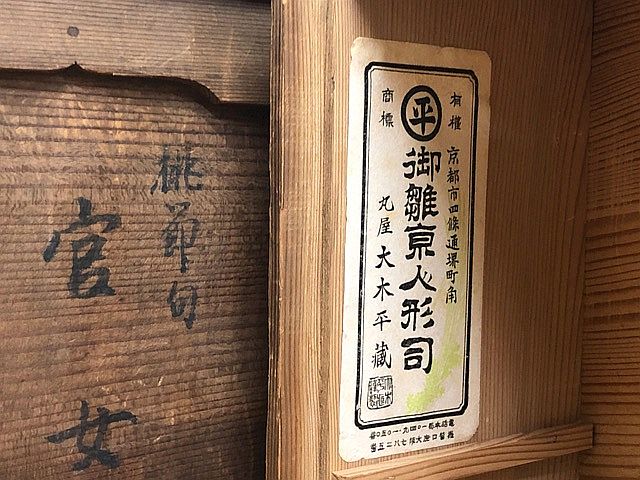 有權 商標
平
京都市四條通堺町角
御雛京人形司
丸屋 大木平藏
桃節句
官女